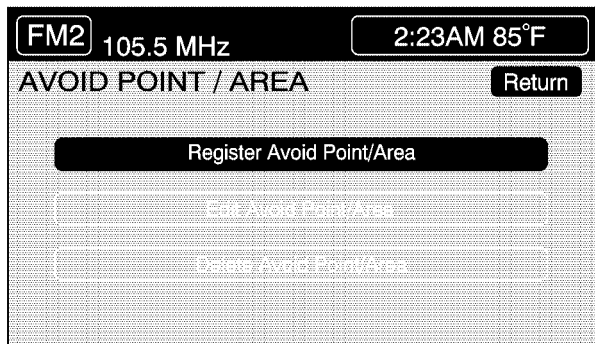 FM2 105.5 MHz 2:23AM 85°F
AVOID POINT / AREA Return
Register Avoid Point/Area
Edit Avoid Point/Area
Delete Avoid Point/Area